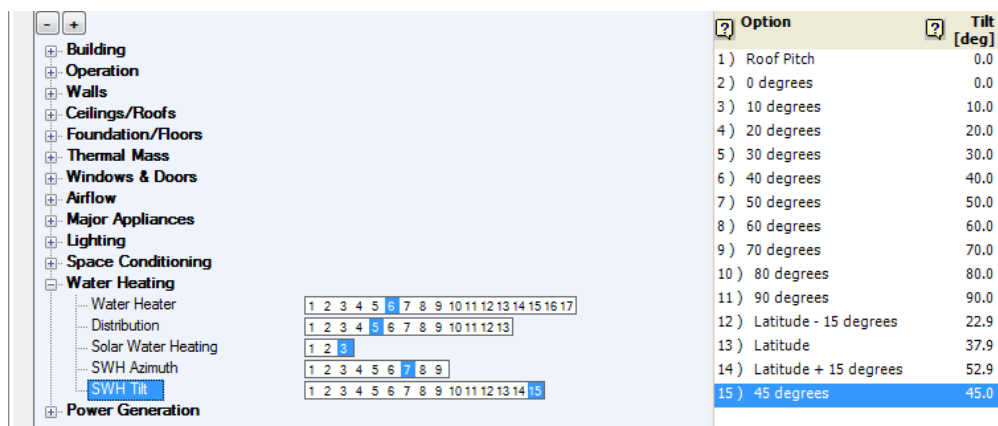 - +
Building
Operation
Walls
Ceilings/Roofs
Foundation/Floors
Thermal Mass
Windows & Doors
Airflow
Major Appliances
Lighting
Space Conditioning
Water Heating
Water Heater 1 2 3 4 5 6 7 8 9 10 11 12 13 14 15 16 17
Distribution 1 2 3 4 5 6 7 8 9 10 11 12 13
Solar Water Heating 1 2 3
SWH Azimuth 1 2 3 4 5 6 7 8 9
SWH Tilt 1 2 3 4 5 6 7 8 9 10 11 12 13 14 15
Power Generation
? Option ? Tilt
[deg]
1 ) Roof Pitch 0.0
2 ) 0 degrees 0.0
3 ) 10 degrees 10.0
4 ) 20 degrees 20.0
5 ) 30 degrees 30.0
6 ) 40 degrees 40.0
7 ) 50 degrees 50.0
8 ) 60 degrees 60.0
9 ) 70 degrees 70.0
10 ) 80 degrees 80.0
11 ) 90 degrees 90.0
12 ) Latitude - 15 degrees 22.9
13 ) Latitude 37.9
14 ) Latitude + 15 degrees 52.9
15 ) 45 degrees 45.0